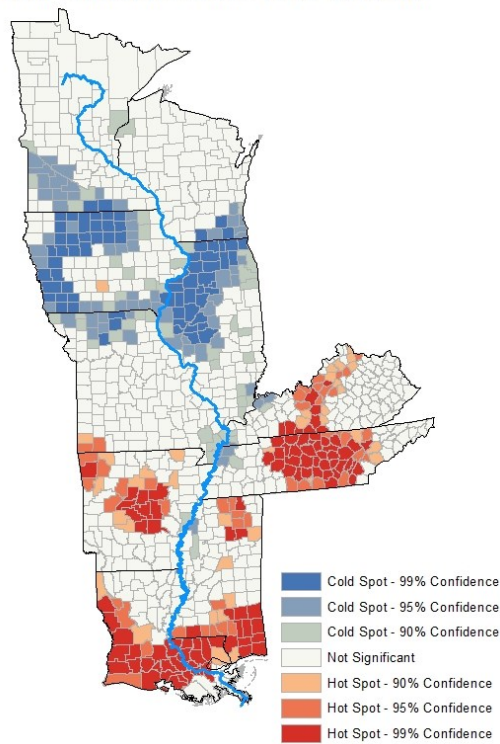 Cold Spot - 99% Confidence
Cold Spot - 95% Confidence
Cold Spot - 90% Confidence
Not Significant
Hot Spot - 90% Confidence
Hot Spot - 95% Confidence
Hot Spot - 99% Confidence